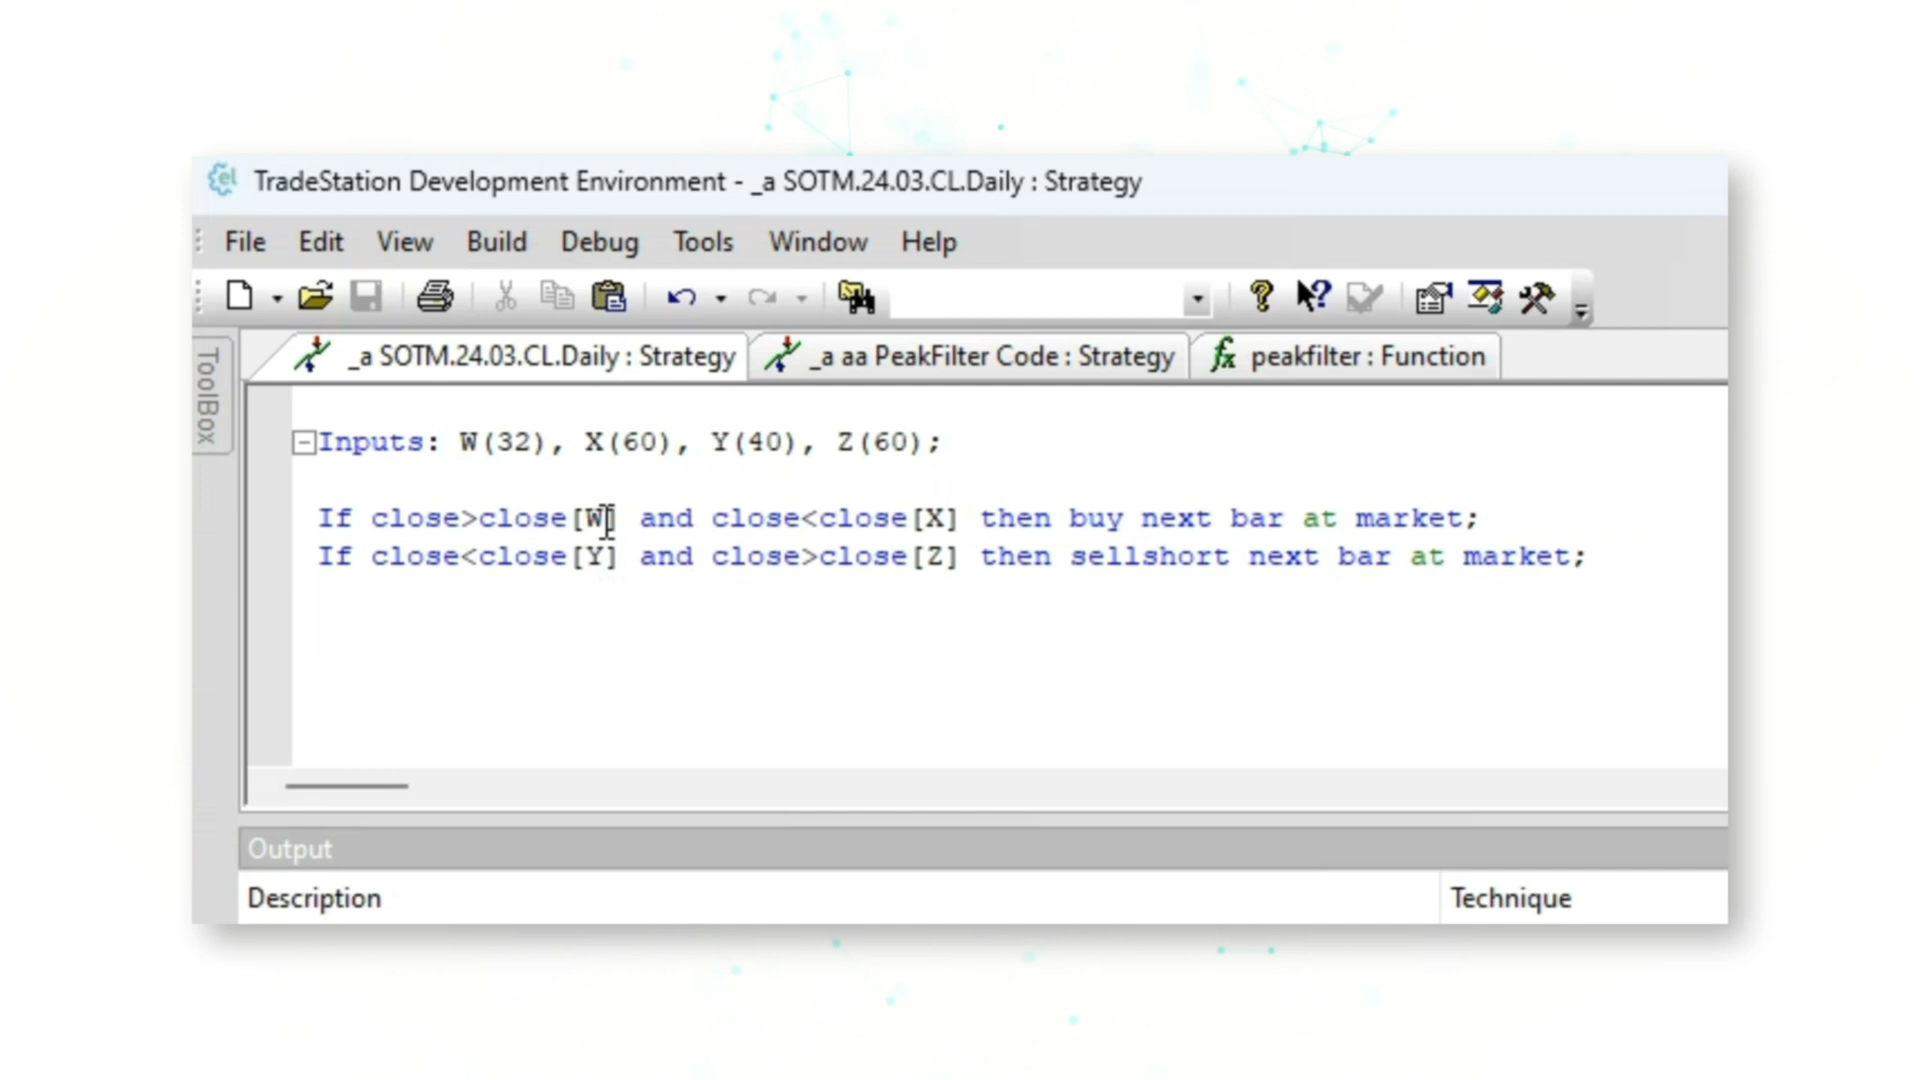 TradeStation Development Environment - _a SOTM.24.03.CL.Daily : Strategy
File Edit View Build Debug Tools Window Help
ToolBox
_a SOTM.24.03.CL.Daily : Strategy _a aa PeakFilter Code : Strategy peakfilter : Function
Inputs: W(32), X(60), Y(40), Z(60);
If close>close[W] and close<close[X] then buy next bar at market;
If close<close[Y] and close>close[Z] then sellshort next bar at market;
Output
Description Technique